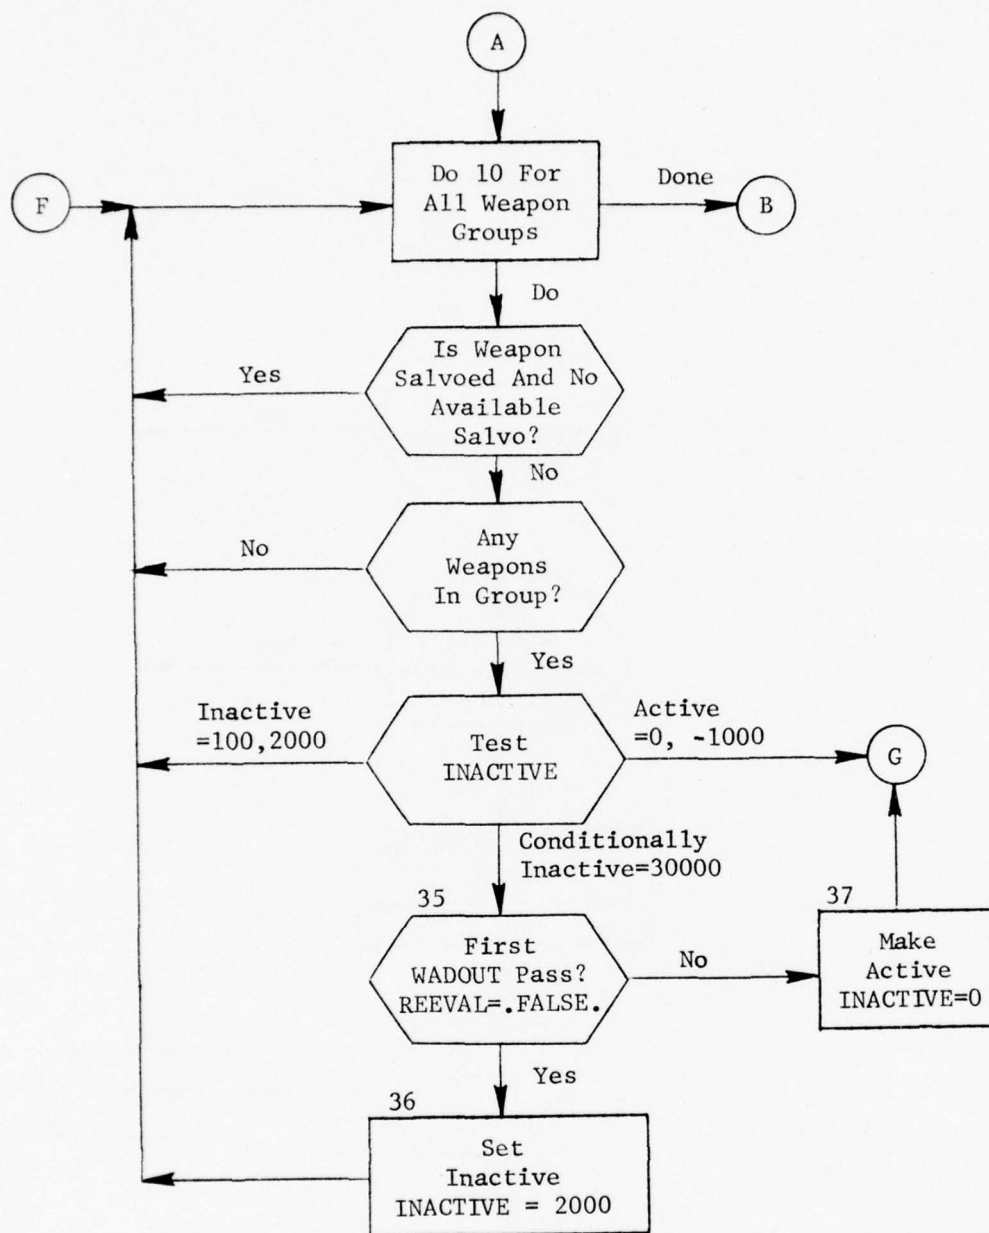 A
Do 10 For
All Weapon
Groups
Done
B
F
Do
Is Weapon
Salvoed And No
Available
Salvo?
Yes
No
Any
Weapons
In Group?
No
Yes
Inactive
=100,2000
Test
INACTIVE
Active
=0, -1000
G
Conditionally
Inactive=30000
35
First
WADOUT Pass?
REEVAL=.FALSE.
No
37
Make
Active
INACTIVE=0
Yes
36
Set
Inactive
INACTIVE = 2000